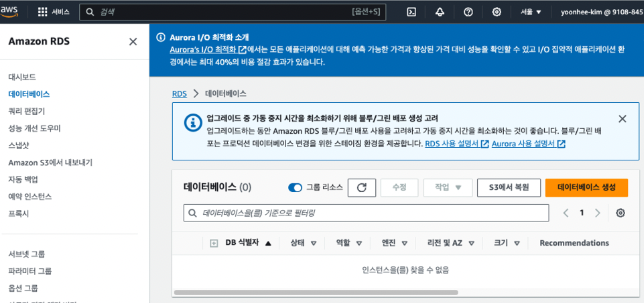 aws
서비스
검색
[옵션+S]
서울 ▼
yoonhee-kim @ 9108-845
Amazon RDS
대시보드
데이터베이스
쿼리 편집기
성능 개선 도우미
스냅샷
Amazon S3에서 내보내기
자동 백업
예약 인스턴스
프록시
서브넷 그룹
파라미터 그룹
옵션 그룹
Aurora I/O 최적화 소개
Aurora's I/O 최적화에서는 모든 애플리케이션에 대해 예측 가능한 가격과 향상된 가격 대비 성능을 확인할 수 있고 I/O 집약적 애플리케이션 환
경에서는 최대 40%의 비용 절감 효과가 있습니다.
RDS > 데이터베이스
업그레이드 중 가동 중지 시간을 최소화하기 위해 블루/그린 배포 생성 고려
업그레이드하는 동안 Amazon RDS 블루/그린 배포 사용을 고려하고 가동 중지 시간을 최소화하는 것이 좋습니다. 블루/그린 배
포는 프로덕션 데이터베이스 변경을 위한 스테이징 환경을 제공합니다. RDS 사용 설명서 Aurora 사용 설명서
데이터베이스 (0)
그룹 리소스
수정
작업 ▼
S3에서 복원
데이터베이스 생성
데이터베이스을(를) 기준으로 필터링
< 1 >
DB 식별자 ▲
상태
역할
엔진
리전 및 AZ
크기
Recommendations
인스턴스을(를) 찾을 수 없음